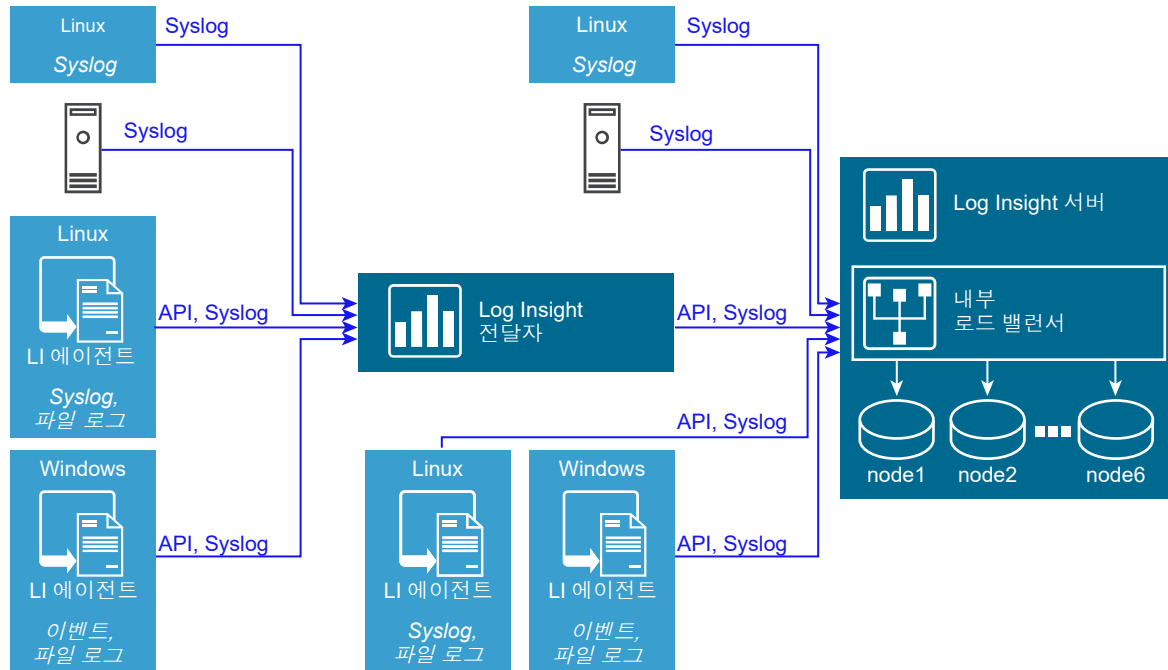 Linux
Syslog
Syslog
Syslog
Linux
LI 에이전트
Syslog,
파일 로그
API, Syslog
Windows
LI 에이전트
이벤트,
파일 로그
API, Syslog
Log Insight
전달자
API, Syslog
Linux
Syslog
Syslog
Syslog
Linux
LI 에이전트
Syslog,
파일 로그
API, Syslog
Windows
LI 에이전트
이벤트,
파일 로그
API, Syslog
Log Insight 서버
내부
로드 밸런서
node1
node2
node6